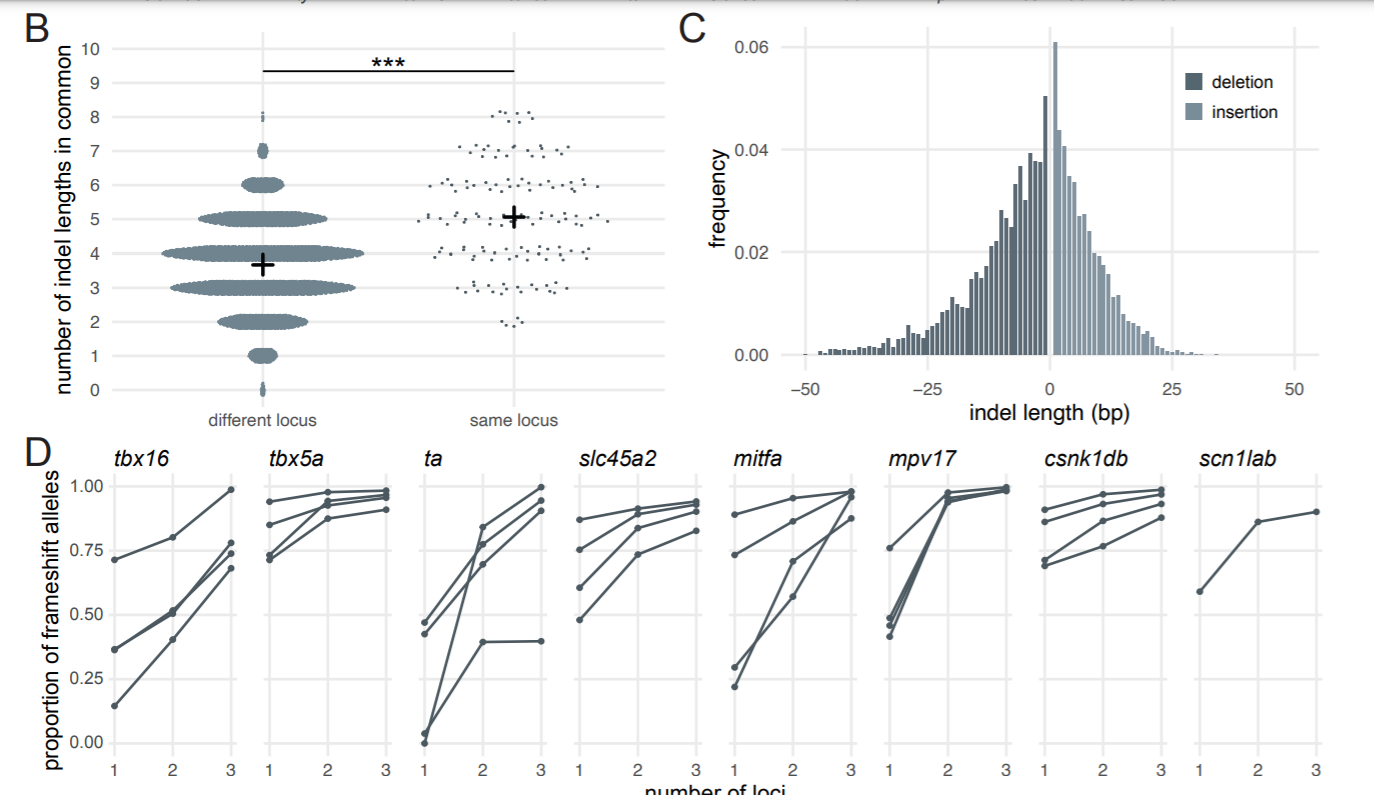 B
number of indel lengths in common
10
9
8
7
6
5
4
3
2
1
0
***
different locus
same locus
C
frequency
0.06
0.04
0.02
0.00
deletion
insertion
−50
−25
0
25
50
indel length (bp)
D
proportion of frameshift alleles
tbx16
tbx5a
ta
slc45a2
mitfa
mpv17
csnk1db
scn1lab
1.00
0.75
0.50
0.25
0.00
1 2 3
1 2 3
1 2 3
1 2 3
1 2 3
1 2 3
1 2 3
1 2 3
number of loci